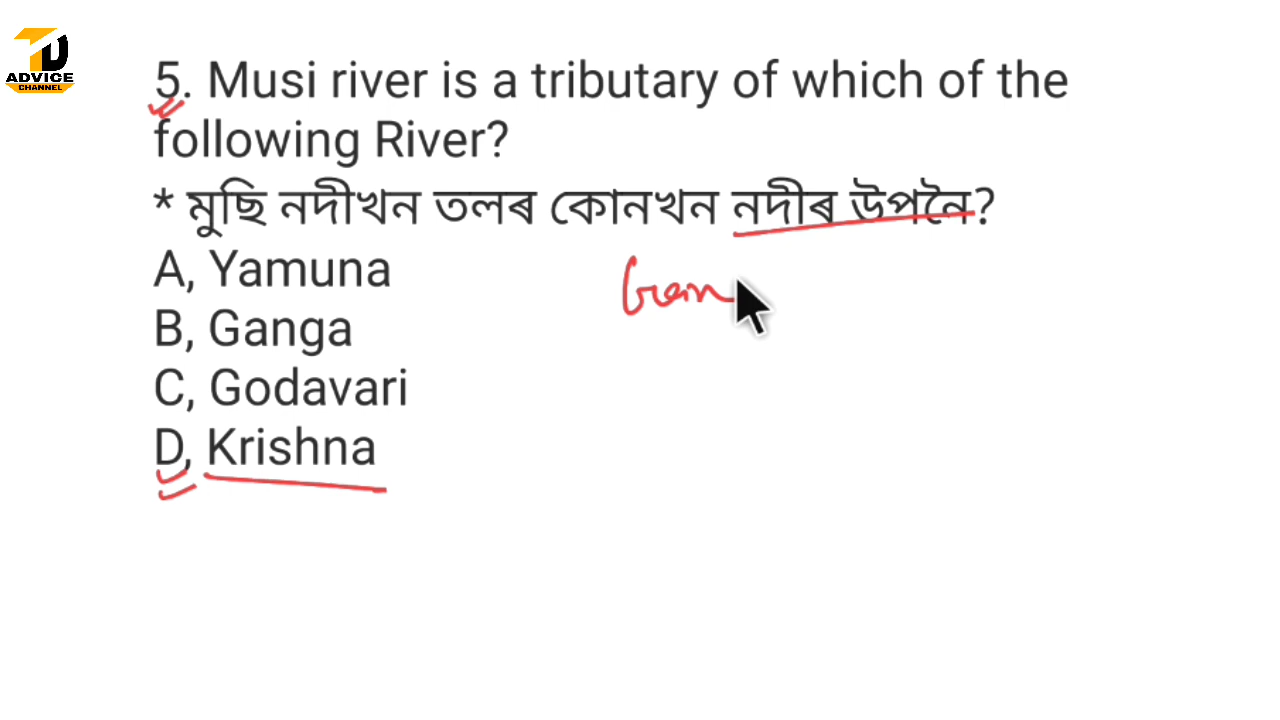 TD
ADVICE
CHANNEL
5. Musi river is a tributary of which of the
following River?
* মুছি নদীখন তলৰ কোনখন নদীৰ উপনৈ?
A, Yamuna
B, Ganga
C, Godavari
D, Krishna